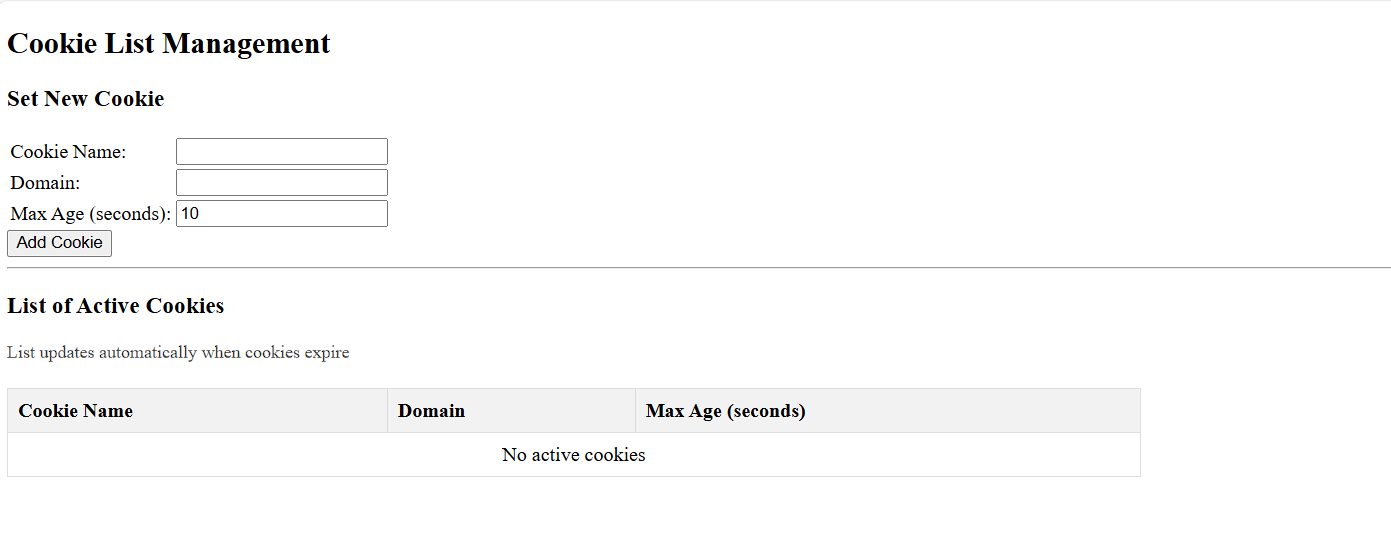 Cookie List Management
Set New Cookie
Cookie Name:
Domain:
Max Age (seconds): 10
Add Cookie
List of Active Cookies
List updates automatically when cookies expire
Cookie Name Domain Max Age (seconds)
No active cookies